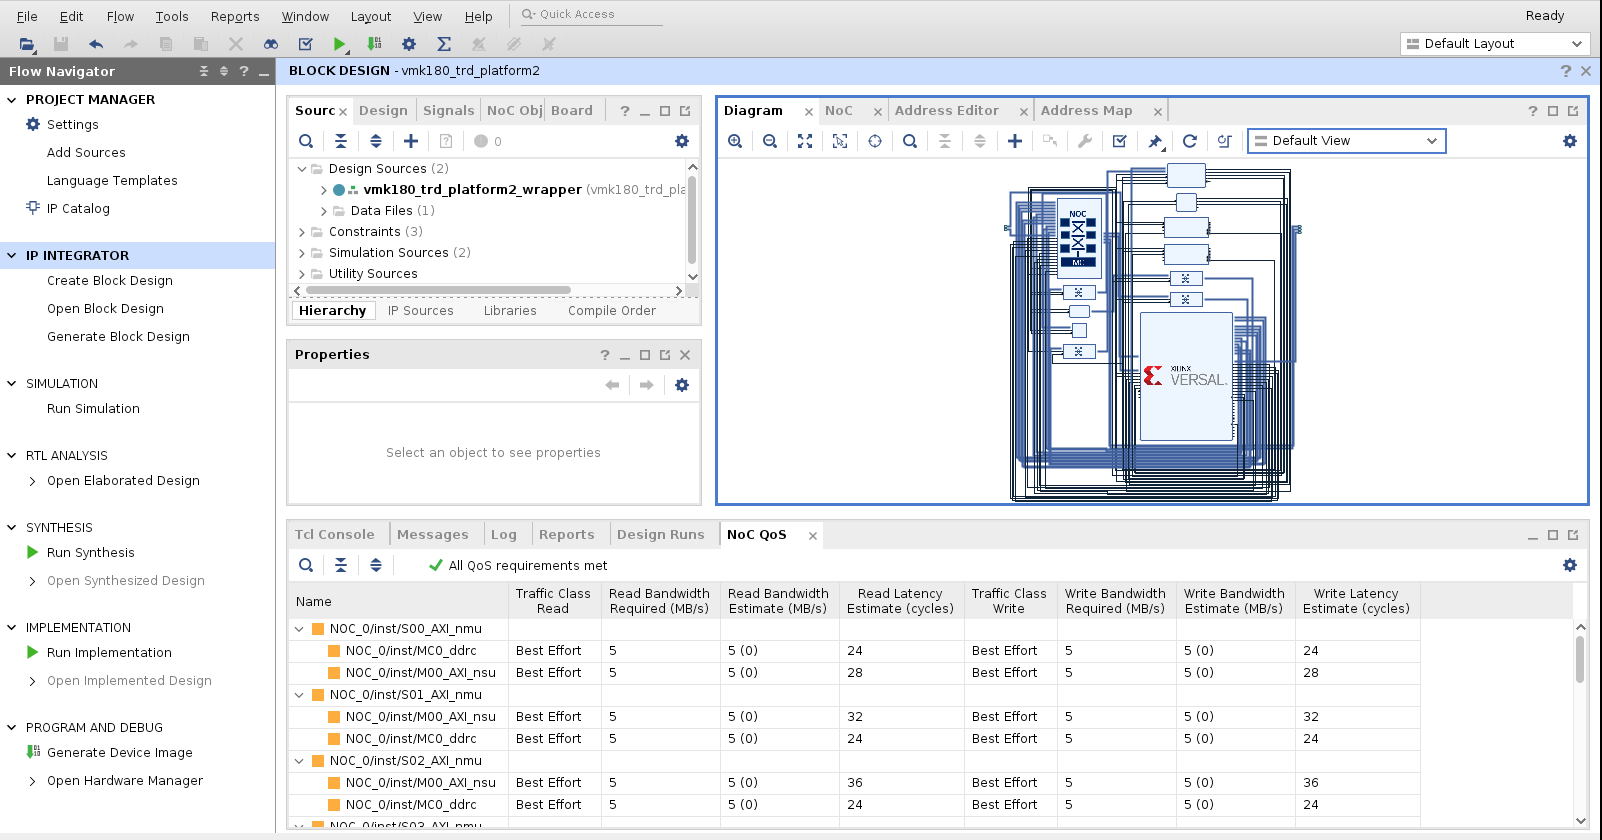 File Edit Flow Tools Reports Window Layout View Help Quick Access Ready
Default Layout
Flow Navigator
BLOCK DESIGN - vmk180_trd_platform2
PROJECT MANAGER
Settings
Add Sources
Language Templates
IP Catalog
IP INTEGRATOR
Create Block Design
Open Block Design
Generate Block Design
SIMULATION
Run Simulation
RTL ANALYSIS
Open Elaborated Design
SYNTHESIS
Run Synthesis
Open Synthesized Design
IMPLEMENTATION
Run Implementation
Open Implemented Design
PROGRAM AND DEBUG
Generate Device Image
Open Hardware Manager
Sourc Design Signals NoC Obj Board
0
Design Sources (2)
vmk180_trd_platform2_wrapper (vmk180_trd_pla
Data Files (1)
Constraints (3)
Simulation Sources (2)
Utility Sources
Hierarchy IP Sources Libraries Compile Order
Properties
Select an object to see properties
Diagram NoC Address Editor Address Map
Default View
NOC
MC
XILINX
VERSAL
Tcl Console Messages Log Reports Design Runs NoC QoS
All QoS requirements met
Name Traffic Class Read Read Bandwidth Required (MB/s) Read Bandwidth Estimate (MB/s) Read Latency Estimate (cycles) Traffic Class Write Write Bandwidth Required (MB/s) Write Bandwidth Estimate (MB/s) Write Latency Estimate (cycles)
NOC_0/inst/S00_AXI_nmu
NOC_0/inst/MC0_ddrc Best Effort 5 5 (0) 24 Best Effort 5 5 (0) 24
NOC_0/inst/M00_AXI_nsu Best Effort 5 5 (0) 28 Best Effort 5 5 (0) 28
NOC_0/inst/S01_AXI_nmu
NOC_0/inst/M00_AXI_nsu Best Effort 5 5 (0) 32 Best Effort 5 5 (0) 32
NOC_0/inst/MC0_ddrc Best Effort 5 5 (0) 24 Best Effort 5 5 (0) 24
NOC_0/inst/S02_AXI_nmu
NOC_0/inst/M00_AXI_nsu Best Effort 5 5 (0) 36 Best Effort 5 5 (0) 36
NOC_0/inst/MC0_ddrc Best Effort 5 5 (0) 24 Best Effort 5 5 (0) 24
NOC_0/inst/S03_AXI_nmu